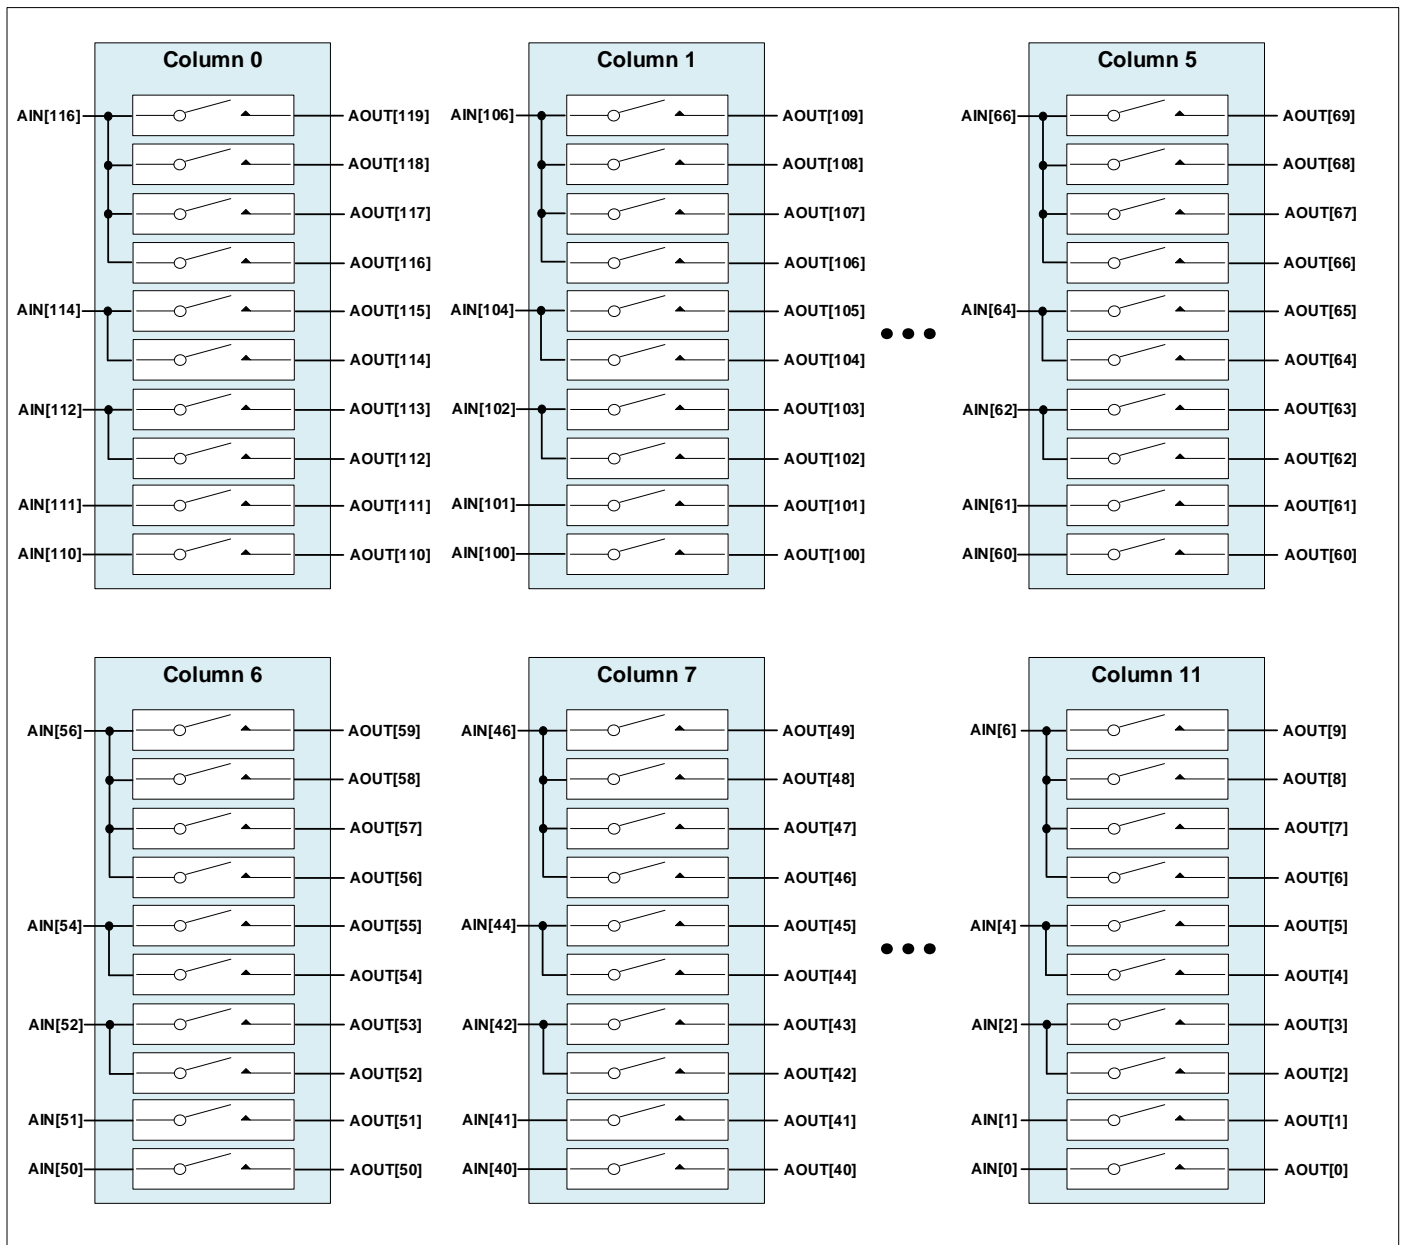 Column 0 Column 1 Column 5
AIN[116] AOUT[119] AIN[106] AOUT[109] AIN[66] AOUT[69]
AOUT[118] AOUT[108] AOUT[68]
AOUT[117] AOUT[107] AOUT[67]
AOUT[116] AOUT[106] AOUT[66]
AIN[114] AOUT[115] AIN[104] AOUT[105] AIN[64] AOUT[65]
AOUT[114] AOUT[104] AOUT[64]
AIN[112] AOUT[113] AIN[102] AOUT[103] AIN[62] AOUT[63]
AOUT[112] AOUT[102] AOUT[62]
AIN[111] AOUT[111] AIN[101] AOUT[101] AIN[61] AOUT[61]
AIN[110] AOUT[110] AIN[100] AOUT[100] AIN[60] AOUT[60]
Column 6 Column 7 Column 11
AIN[56] AOUT[59] AIN[46] AOUT[49] AIN[6] AOUT[9]
AOUT[58] AOUT[48] AOUT[8]
AOUT[57] AOUT[47] AOUT[7]
AOUT[56] AOUT[46] AOUT[6]
AIN[54] AOUT[55] AIN[44] AOUT[45] AIN[4] AOUT[5]
AOUT[54] AOUT[44] AOUT[4]
AIN[52] AOUT[53] AIN[42] AOUT[43] AIN[2] AOUT[3]
AOUT[52] AOUT[42] AOUT[2]
AIN[51] AOUT[51] AIN[41] AOUT[41] AIN[1] AOUT[1]
AIN[50] AOUT[50] AIN[40] AOUT[40] AIN[0] AOUT[0]